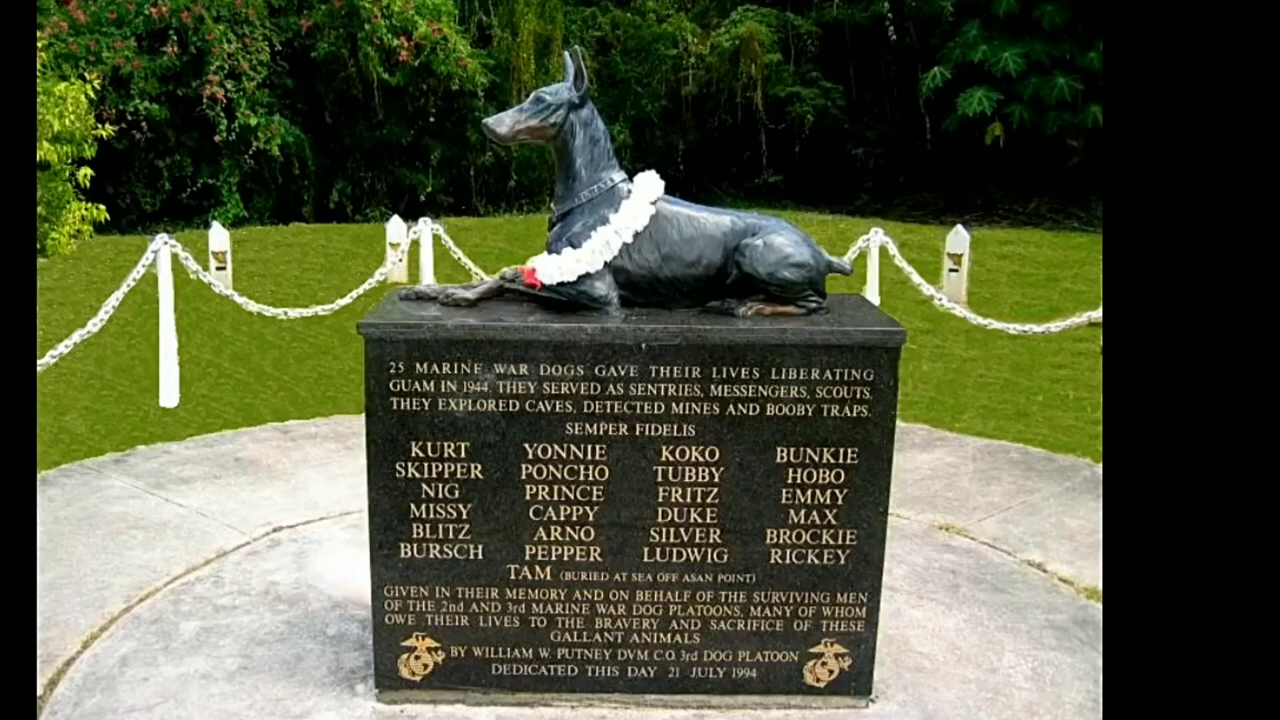 25 MARINE WAR DOGS GAVE THEIR LIVES LIBERATING
GUAM IN 1944. THEY SERVED AS SENTRIES, MESSENGERS, SCOUTS.
THEY EXPLORED CAVES, DETECTED MINES AND BOOBY TRAPS.
SEMPER FIDELIS
KURT YONNIE KOKO BUNKIE
SKIPPER PONCHO TUBBY HOBO
NIG PRINCE FRITZ EMMY
MISSY CAPPY DUKE MAX
BLITZ ARNO SILVER BROCKIE
BURSCH PEPPER LUDWIG RICKEY
TAM (BURIED AT SEA OFF ASAN POINT)
GIVEN IN THEIR MEMORY AND ON BEHALF OF THE SURVIVING MEN
OF THE 2nd AND 3rd MARINE WAR DOG PLATOONS, MANY OF WHOM
OWE THEIR LIVES TO THE BRAVERY AND SACRIFICE OF THESE
GALLANT ANIMALS
BY WILLIAM W. PUTNEY DVM C.O. 3rd DOG PLATOON
DEDICATED THIS DAY 21 JULY 1994